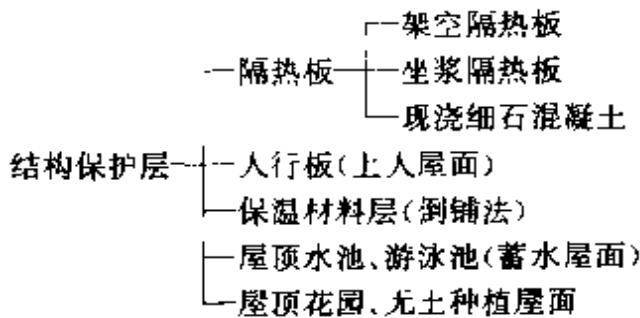 架空隔热板
隔热板
坐浆隔热板
现浇细石混凝土
结构保护层
人行板(上人屋面)
保温材料层(倒铺法)
屋顶水池、游泳池(蓄水屋面)
屋顶花园、无土种植屋面